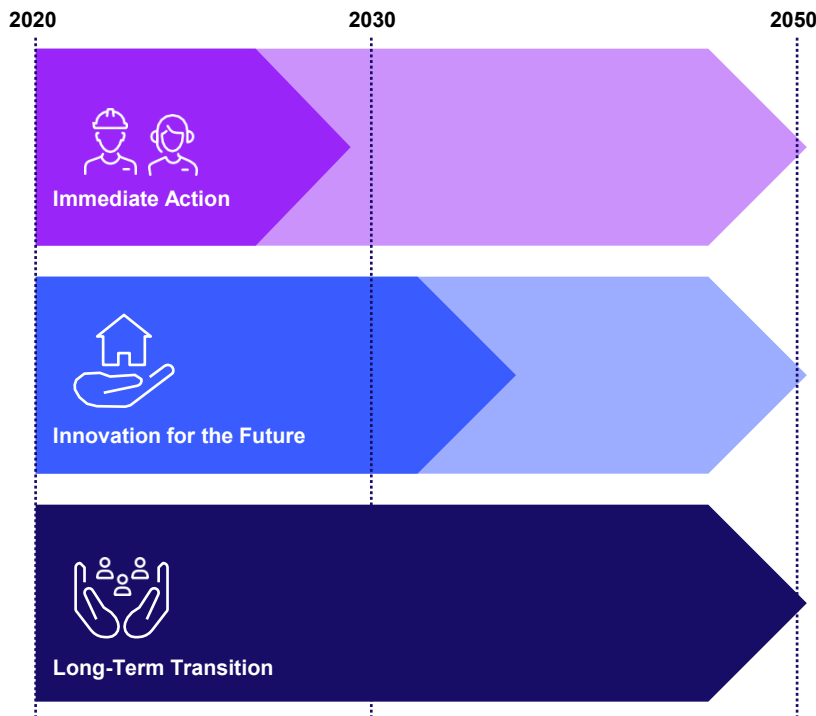 2020 2030 2050
Immediate Action
Innovation for the Future
Long-Term Transition